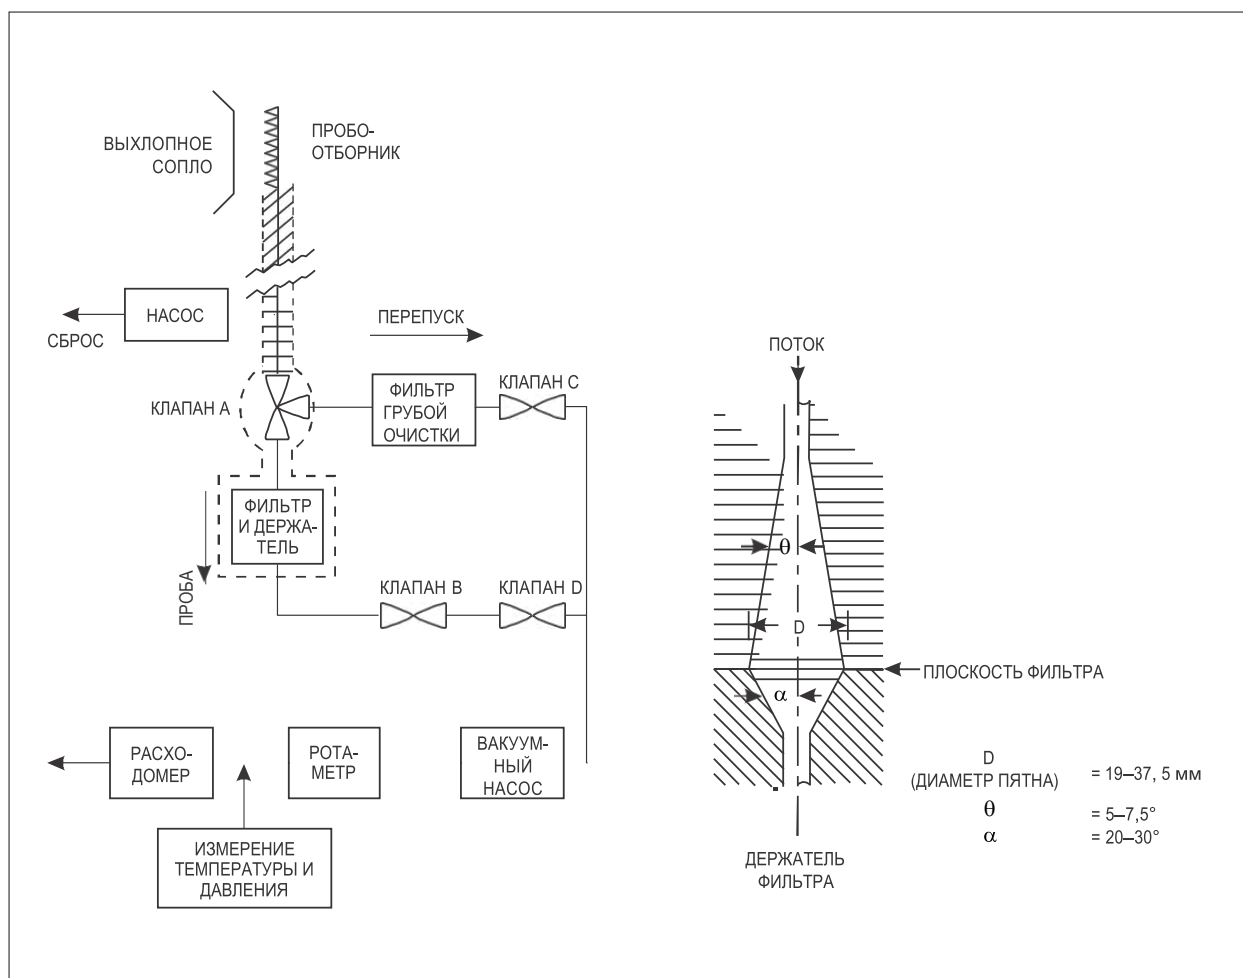 ВЫХЛОПНОЕ
СОПЛО
ПРОБО-
ОТБОРНИК
НАСОС
СБРОС
ПЕРЕПУСК
КЛАПАН А
ФИЛЬТР
ГРУБОЙ
ОЧИСТКИ
КЛАПАН С
ФИЛЬТР
И ДЕРЖА-
ТЕЛЬ
ПРОБА
КЛАПАН В
КЛАПАН D
РАСХО-
ДОМЕР
РОТА-
МЕТР
ВАКУУМ-
НЫЙ
НАСОС
ИЗМЕРЕНИЕ
ТЕМПЕРАТУРЫ И
ДАВЛЕНИЯ
ПОТОК
θ
D
ПЛОСКОСТЬ ФИЛЬТРА
α
ДЕРЖАТЕЛЬ
ФИЛЬТРА
D
(ДИАМЕТР ПЯТНА) = 19–37, 5 мм
θ = 5–7,5°
α = 20–30°